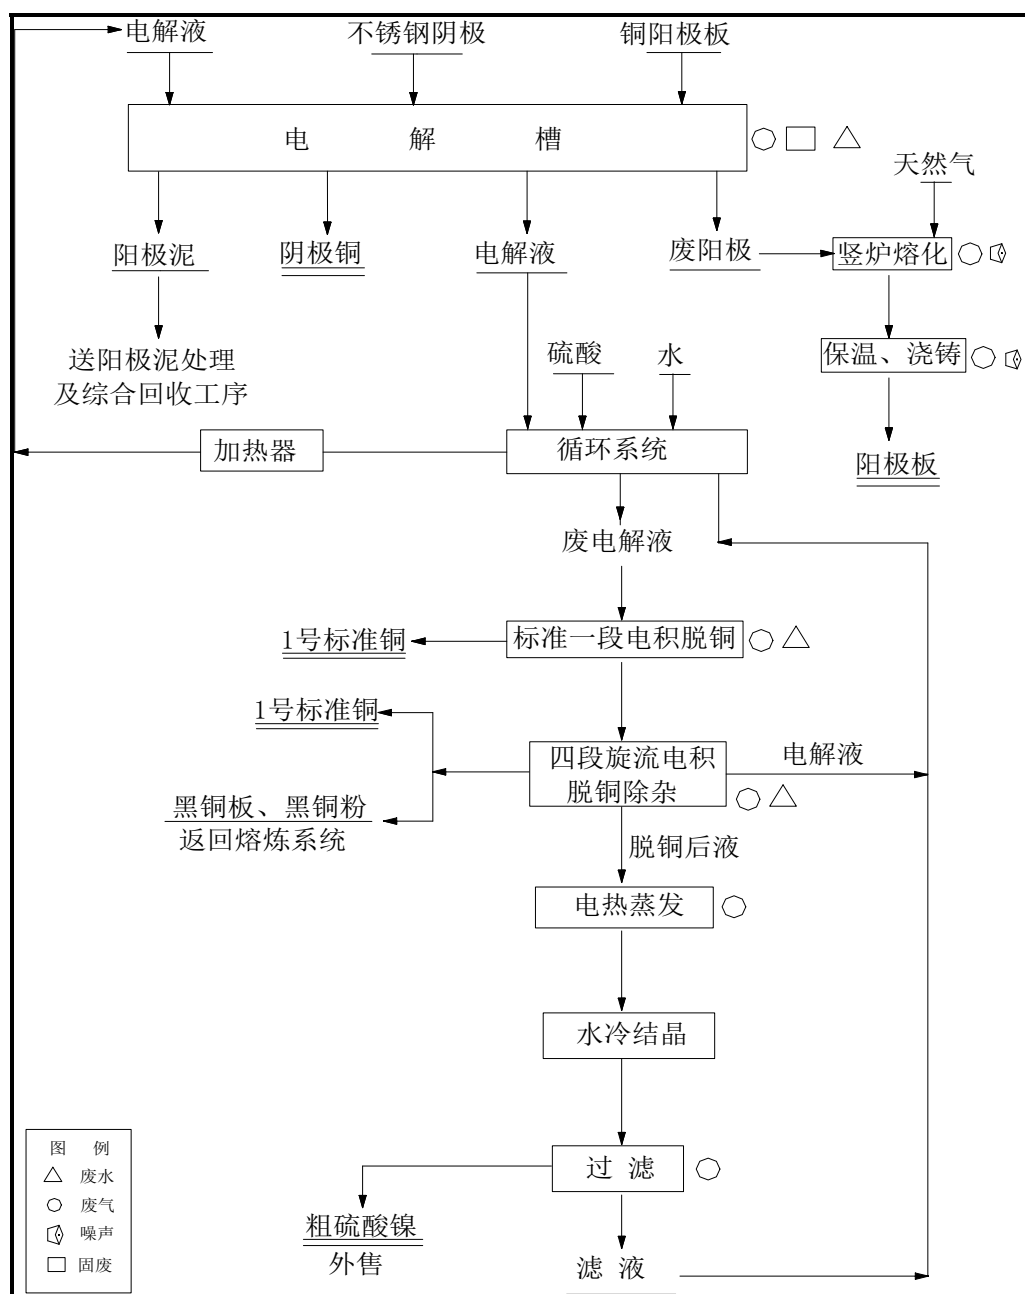 电解液
不锈钢阴极
铜阳极板
电解槽
天然气
阳极泥
阴极铜
电解液
废阳极
竖炉熔化
送阳极泥处理
及综合回收工序
硫酸
水
保温、浇铸
加热器
循环系统
阳极板
废电解液
1号标准铜
标准一段电积脱铜
1号标准铜
四段旋流电积
脱铜除杂
电解液
黑铜板、黑铜粉
返回熔炼系统
脱铜后液
电热蒸发
水冷结晶
过滤
粗硫酸镍
外售
滤液
图例
废水
废气
噪声
固废